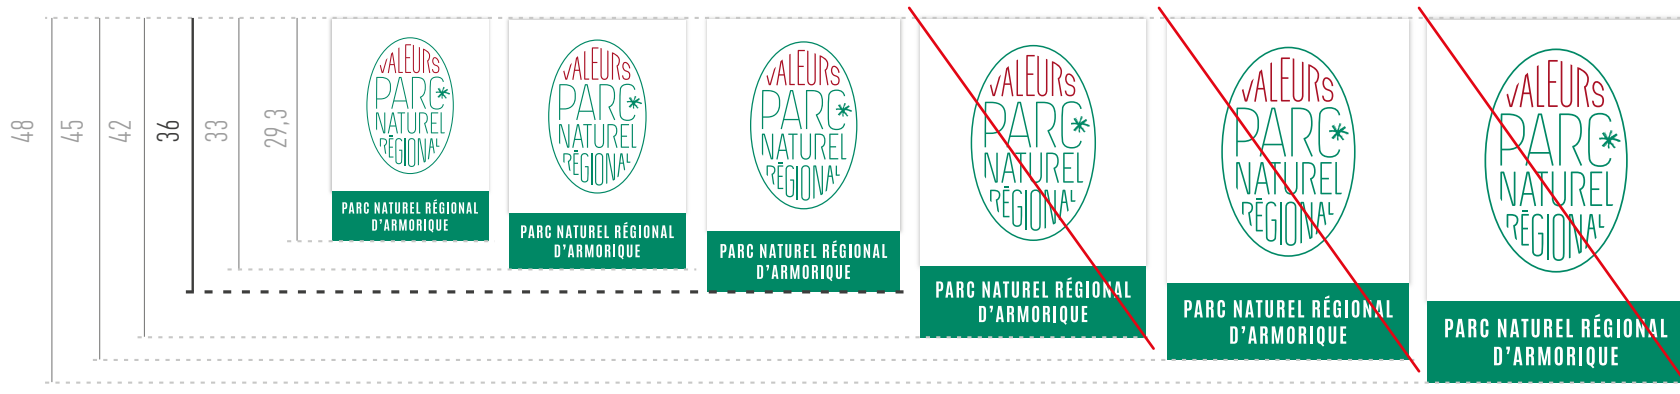 48
45
42
36
33
29,3
VALEURS
PARC*
NATUREL
RÉGIONAL
PARC NATUREL RÉGIONAL
D'ARMORIQUE
VALEURS
PARC*
NATUREL
RÉGIONAL
PARC NATUREL RÉGIONAL
D'ARMORIQUE
VALEURS
PARC*
NATUREL
RÉGIONAL
PARC NATUREL RÉGIONAL
D'ARMORIQUE
VALEURS
PARC*
NATUREL
RÉGIONAL
PARC NATUREL RÉGIONAL
D'ARMORIQUE
VALEURS
PARC*
NATUREL
RÉGIONAL
PARC NATUREL RÉGIONAL
D'ARMORIQUE
VALEURS
PARC*
NATUREL
RÉGIONAL
PARC NATUREL RÉGIONAL
D'ARMORIQUE